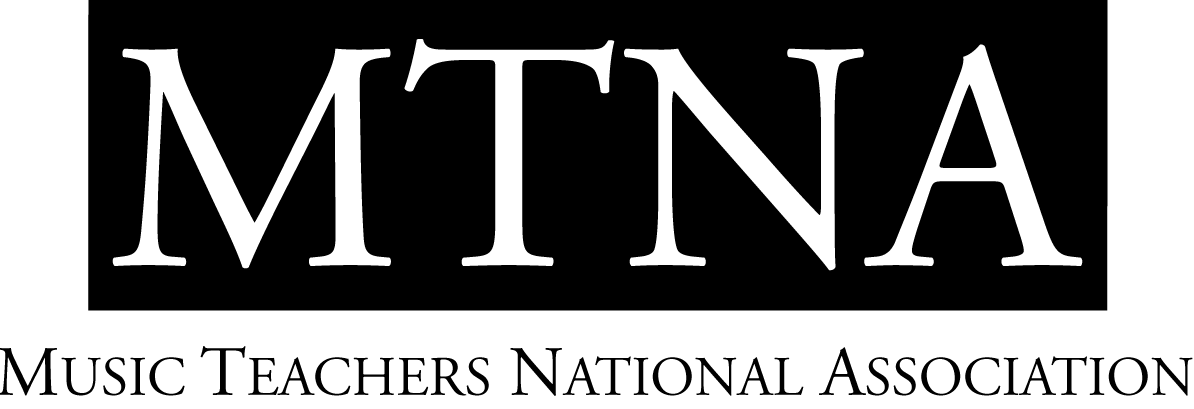 MTNA
MUSIC TEACHERS NATIONAL ASSOCIATION